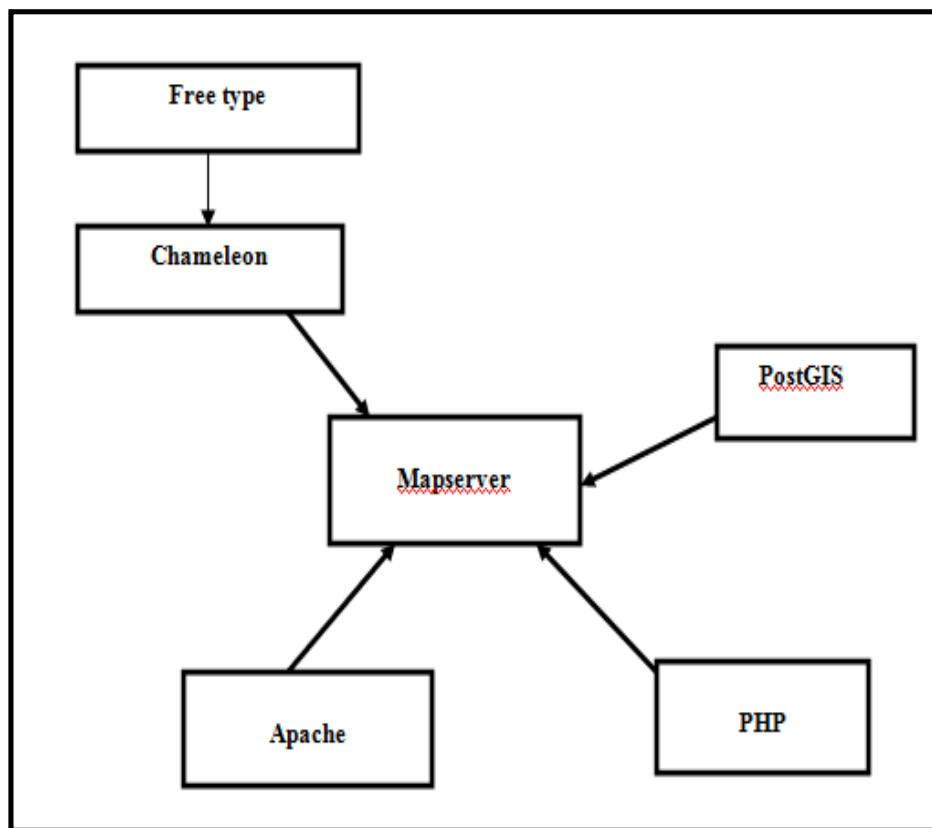 Free type
Chameleon
PostGIS
Mapserver
Apache
PHP